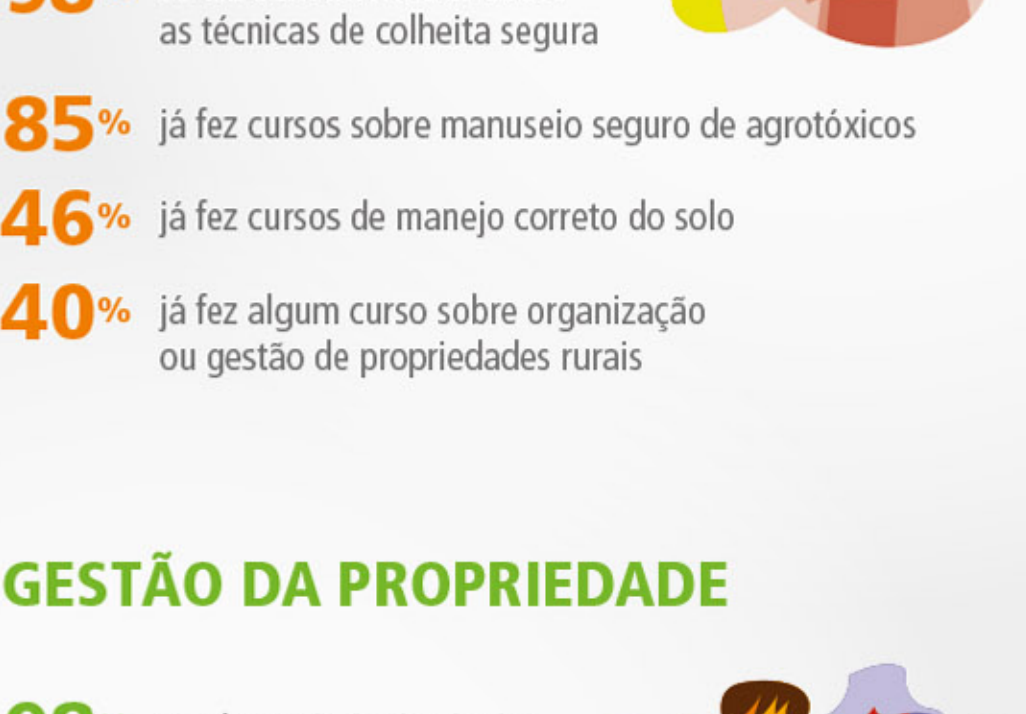 as técnicas de colheita segura
85% já fez cursos sobre manuseio seguro de agrotóxicos
46% já fez cursos de manejo correto do solo
40% já fez algum curso sobre organização
ou gestão de propriedades rurais
GESTÃO DA PROPRIEDADE